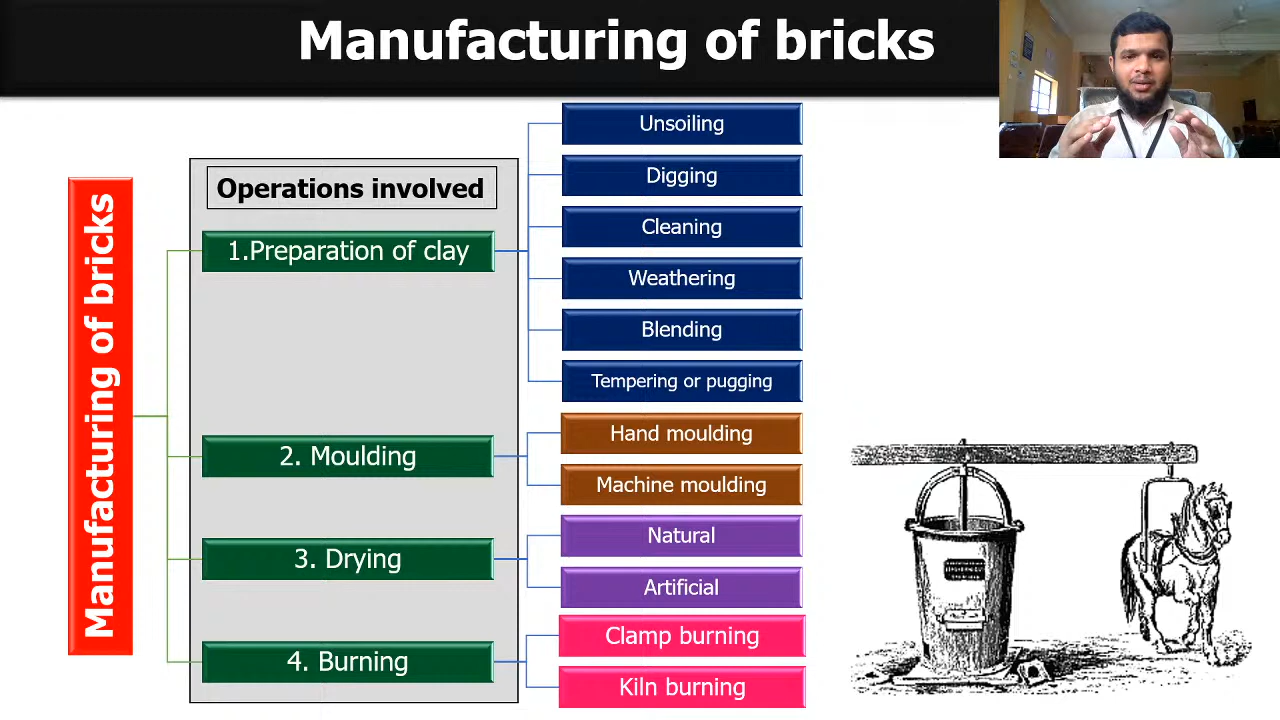 Manufacturing of bricks
Manufacturing of bricks
Operations involved
1.Preparation of clay
Unsoiling
Digging
Cleaning
Weathering
Blending
Tempering or pugging
2. Moulding
Hand moulding
Machine moulding
3. Drying
Natural
Artificial
4. Burning
Clamp burning
Kiln burning